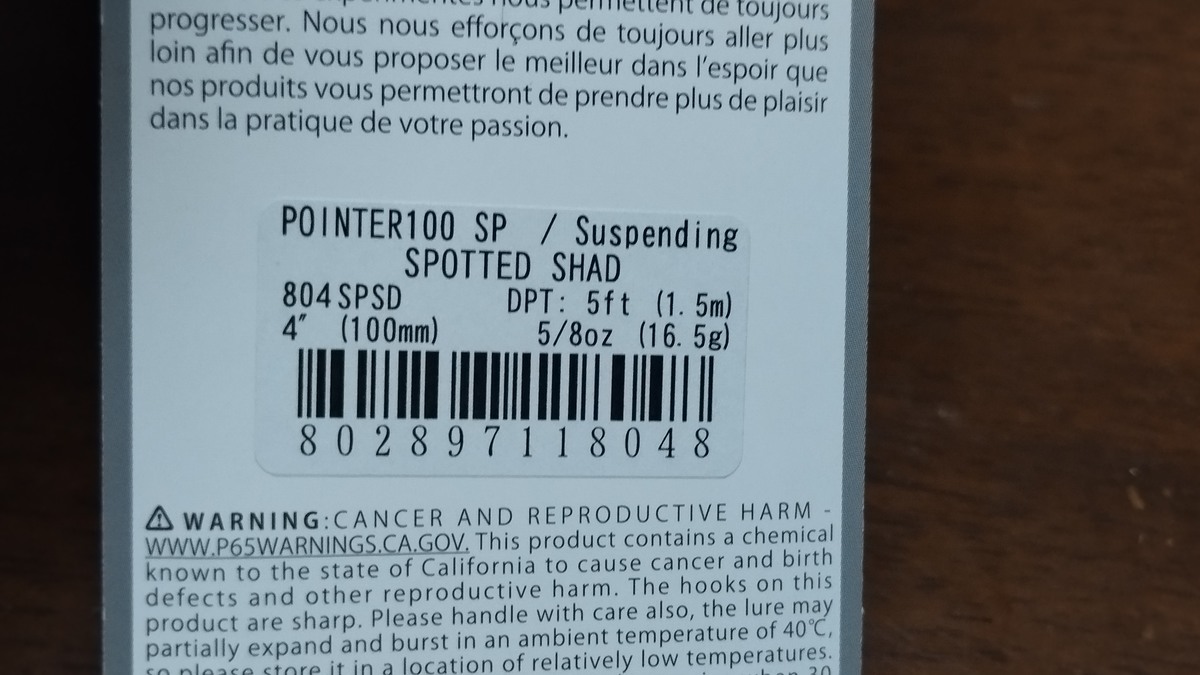 permettent de toujours
progresser. Nous nous efforçons de toujours aller plus
loin afin de vous proposer le meilleur dans l'espoir que
nos produits vous permettront de prendre plus de plaisir
dans la pratique de votre passion.
POINTER100 SP / Suspending
SPOTTED SHAD
804SPSD DPT: 5ft (1.5m)
4″ (100mm) 5/8oz (16.5g)
802897118048
⚠ WARNING:CANCER AND REPRODUCTIVE HARM -
WWW.P65WARNINGS.CA.GOV. This product contains a chemical
known to the state of California to cause cancer and birth
defects and other reproductive harm. The hooks on this
product are sharp. Please handle with care also, the lure may
partially expand and burst in an ambient temperature of 40℃,
so please store it in a location of relatively low temperatures.